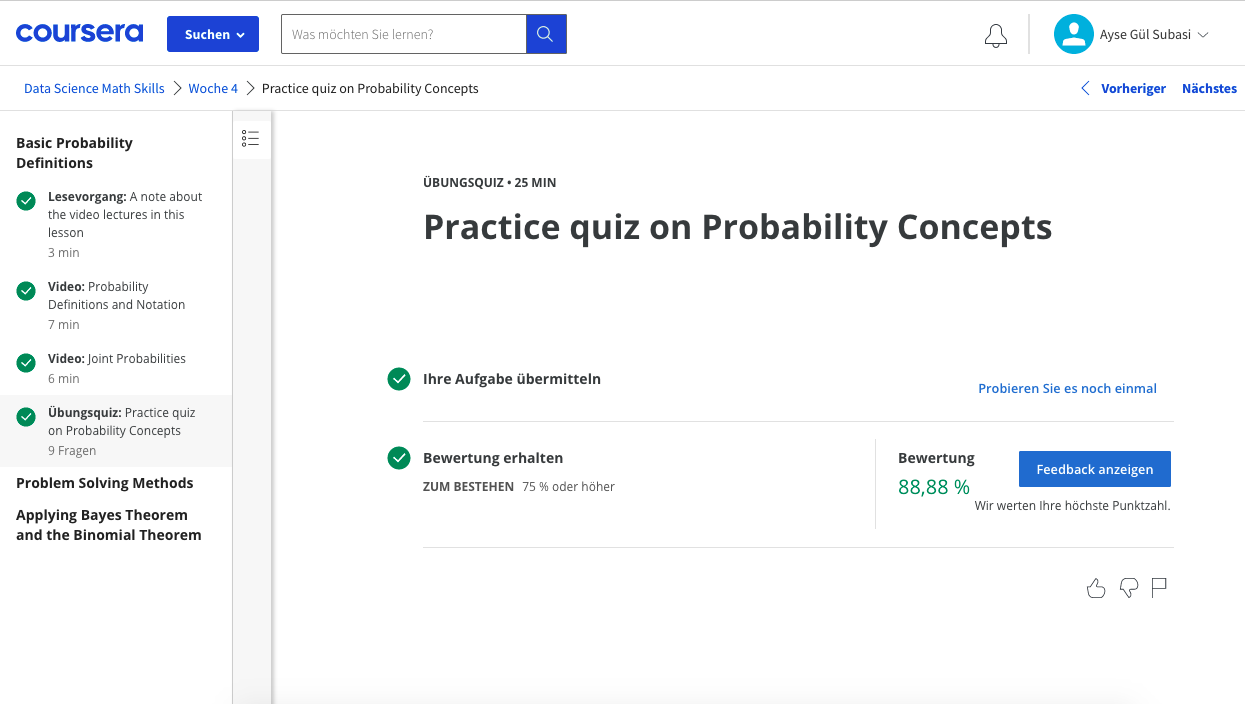 coursera
Suchen
Was möchten Sie lernen?
Ayse Gül Subasi
Data Science Math Skills
Woche 4
Practice quiz on Probability Concepts
Vorheriger
Nächstes
Basic Probability
Definitions
Lesevorgang: A note about
the video lectures in this
lesson
3 min
Video: Probability
Definitions and Notation
7 min
Video: Joint Probabilities
6 min
Übungsquiz: Practice quiz
on Probability Concepts
9 Fragen
Problem Solving Methods
Applying Bayes Theorem
and the Binomial Theorem
ÜBUNGSQUIZ • 25 MIN
Practice quiz on Probability Concepts
Ihre Aufgabe übermitteln
Probieren Sie es noch einmal
Bewertung erhalten
ZUM BESTEHEN 75 % oder höher
Bewertung
88,88 %
Feedback anzeigen
Wir werten Ihre höchste Punktzahl.